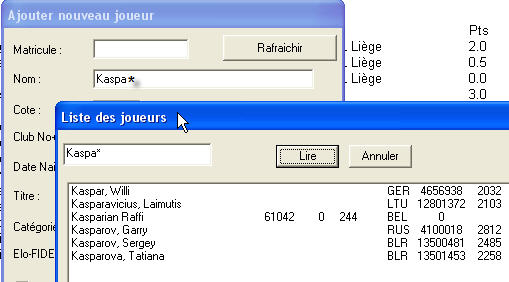 Ajouter nouveau joueur
Matricule :
Rafraichir
Nom :
Kaspa*
Cote :
Club No
Date Nai
Titre :
Catégorie
Elo-FIDE
Pts
Liège 2.0
0.5
. Liège 0.0
3.0
Liste des joueurs
Kaspa*
Lire
Annuler
Kaspar, Willi GER 4656938 2032
Kasparavicius, Laimutis LTU 12801372 2103
Kasparian Raffi 61042 0 244 BEL 0
Kasparov, Garry RUS 4100018 2812
Kasparov, Sergey BLR 13500481 2485
Kasparova, Tatiana BLR 13501453 2258